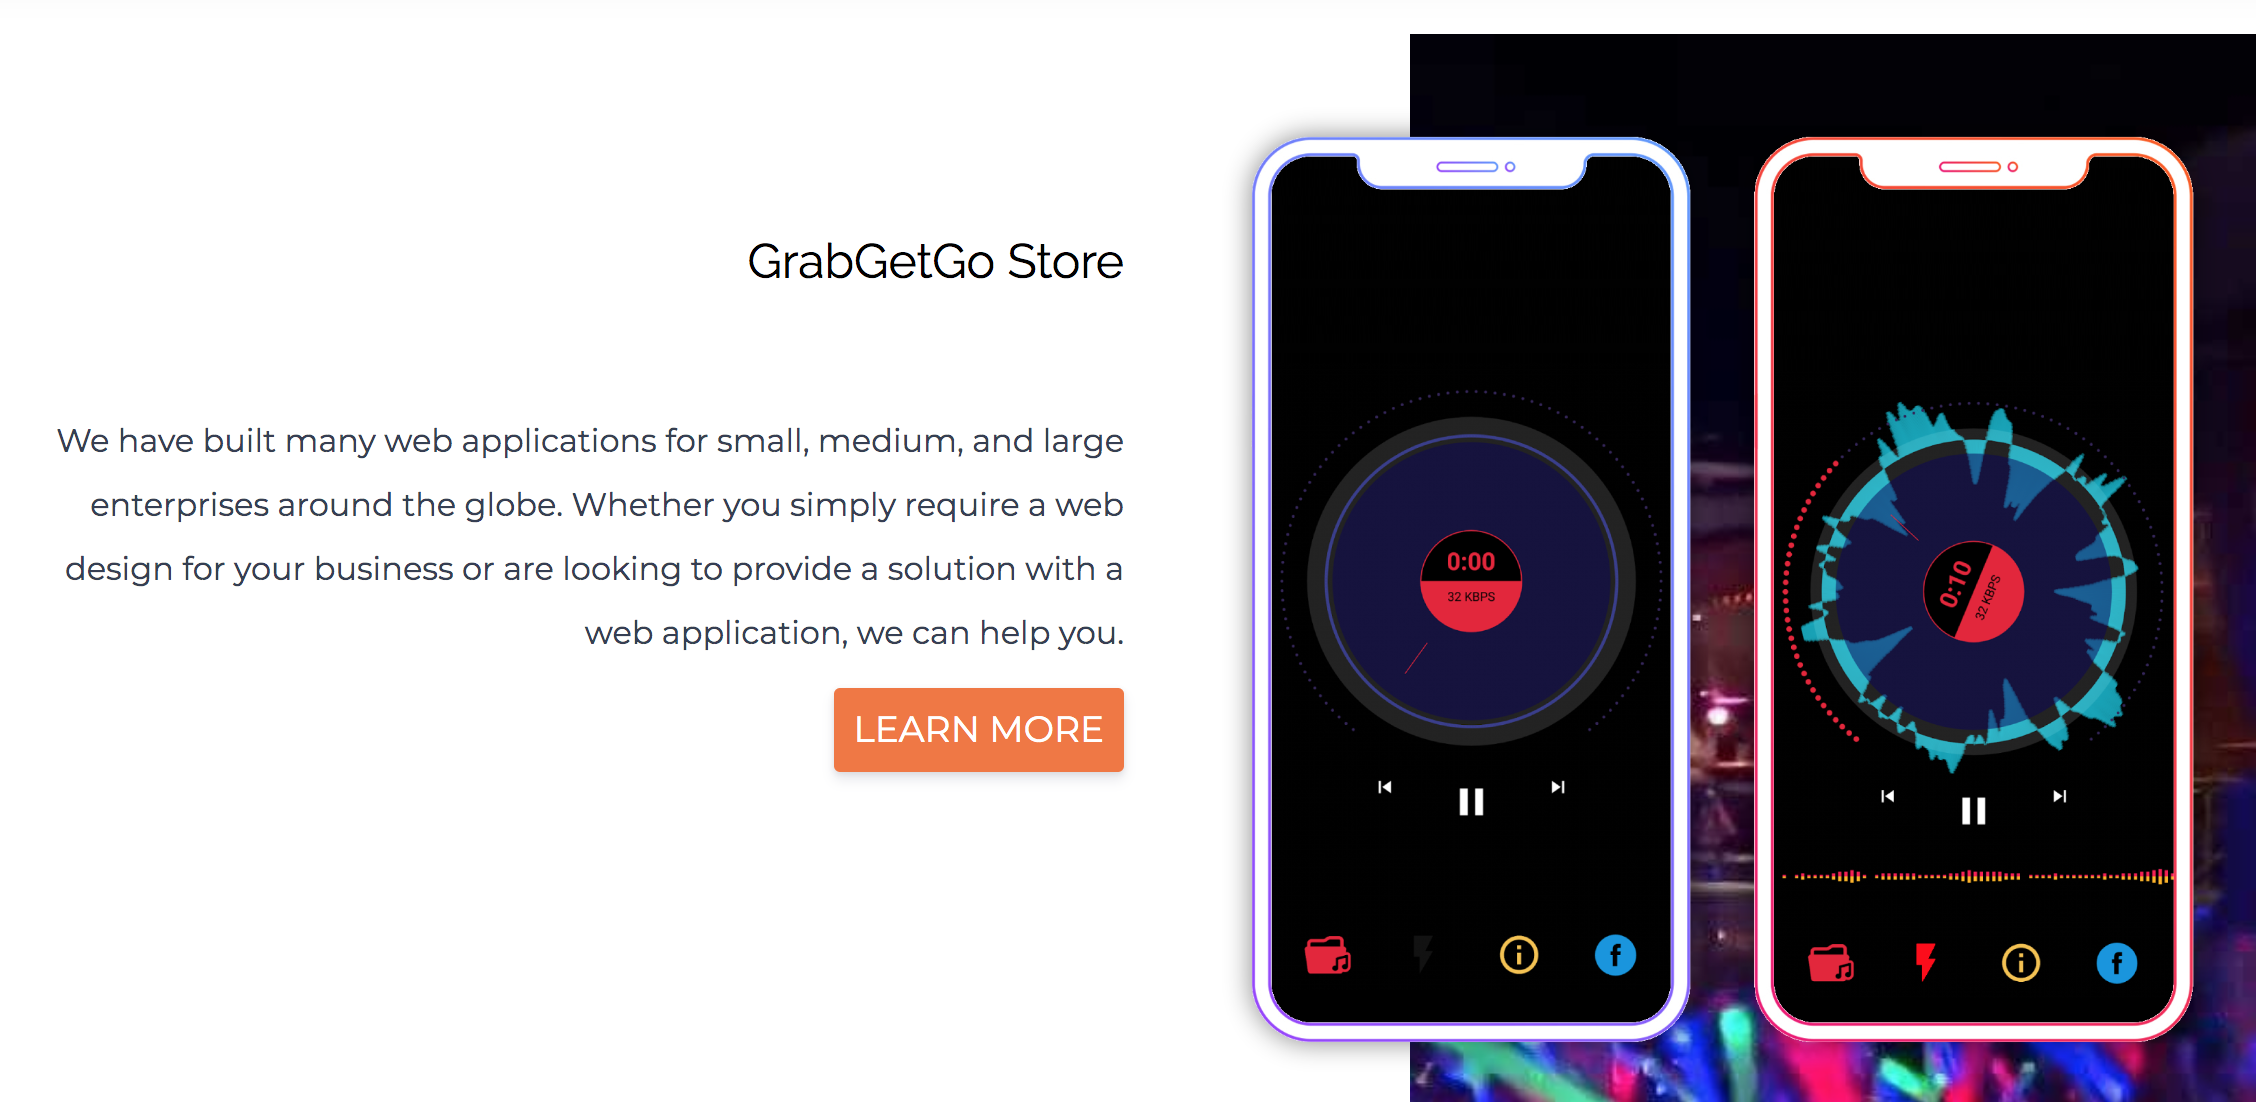 GrabGetGo Store
We have built many web applications for small, medium, and large
enterprises around the globe. Whether you simply require a web
design for your business or are looking to provide a solution with a
web application, we can help you.
LEARN MORE
0:00
32 KBPS
0:10
32 KBPS